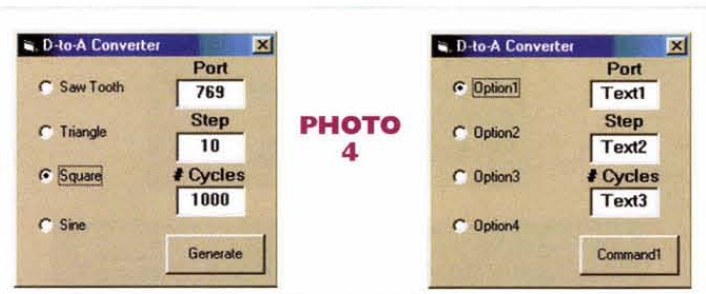 D-to-A Converter
Port
Saw Tooth
769
Step
Triangle
10
# Cycles
Square
1000
Sine
Generate
PHOTO
4
D-to-A Converter
Port
Option1
Text1
Step
Option2
Text2
# Cycles
Option3
Text3
Option4
Command1